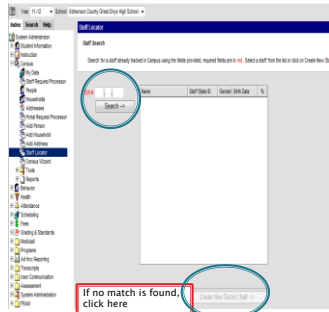 Year 11-12 School Edmonson County Great Onyx High School
Index Search Help
System Administrator
Student Information
Instruction
Census
My Data
Staff Request Processor
People
Households
Addresses
Portal Request Processor
Add Person
Add Household
Add Address
Staff Locator
Census Wizard
Tools
Reports
Behavior
Health
Attendance
Scheduling
Fees
Grading & Standards
Medicaid
Programs
Ad hoc Reporting
Transcripts
User Communication
Assessment
System Administration
FRAM
Staff Locator
Staff Search
Search for a staff already tracked in Campus using the fields provided, required fields are in red. Select a staff from the list or click on Create New
Search -->
Name Staff State ID Gender Birth Date %
If no match is found,
click here
Create New District Staff -->